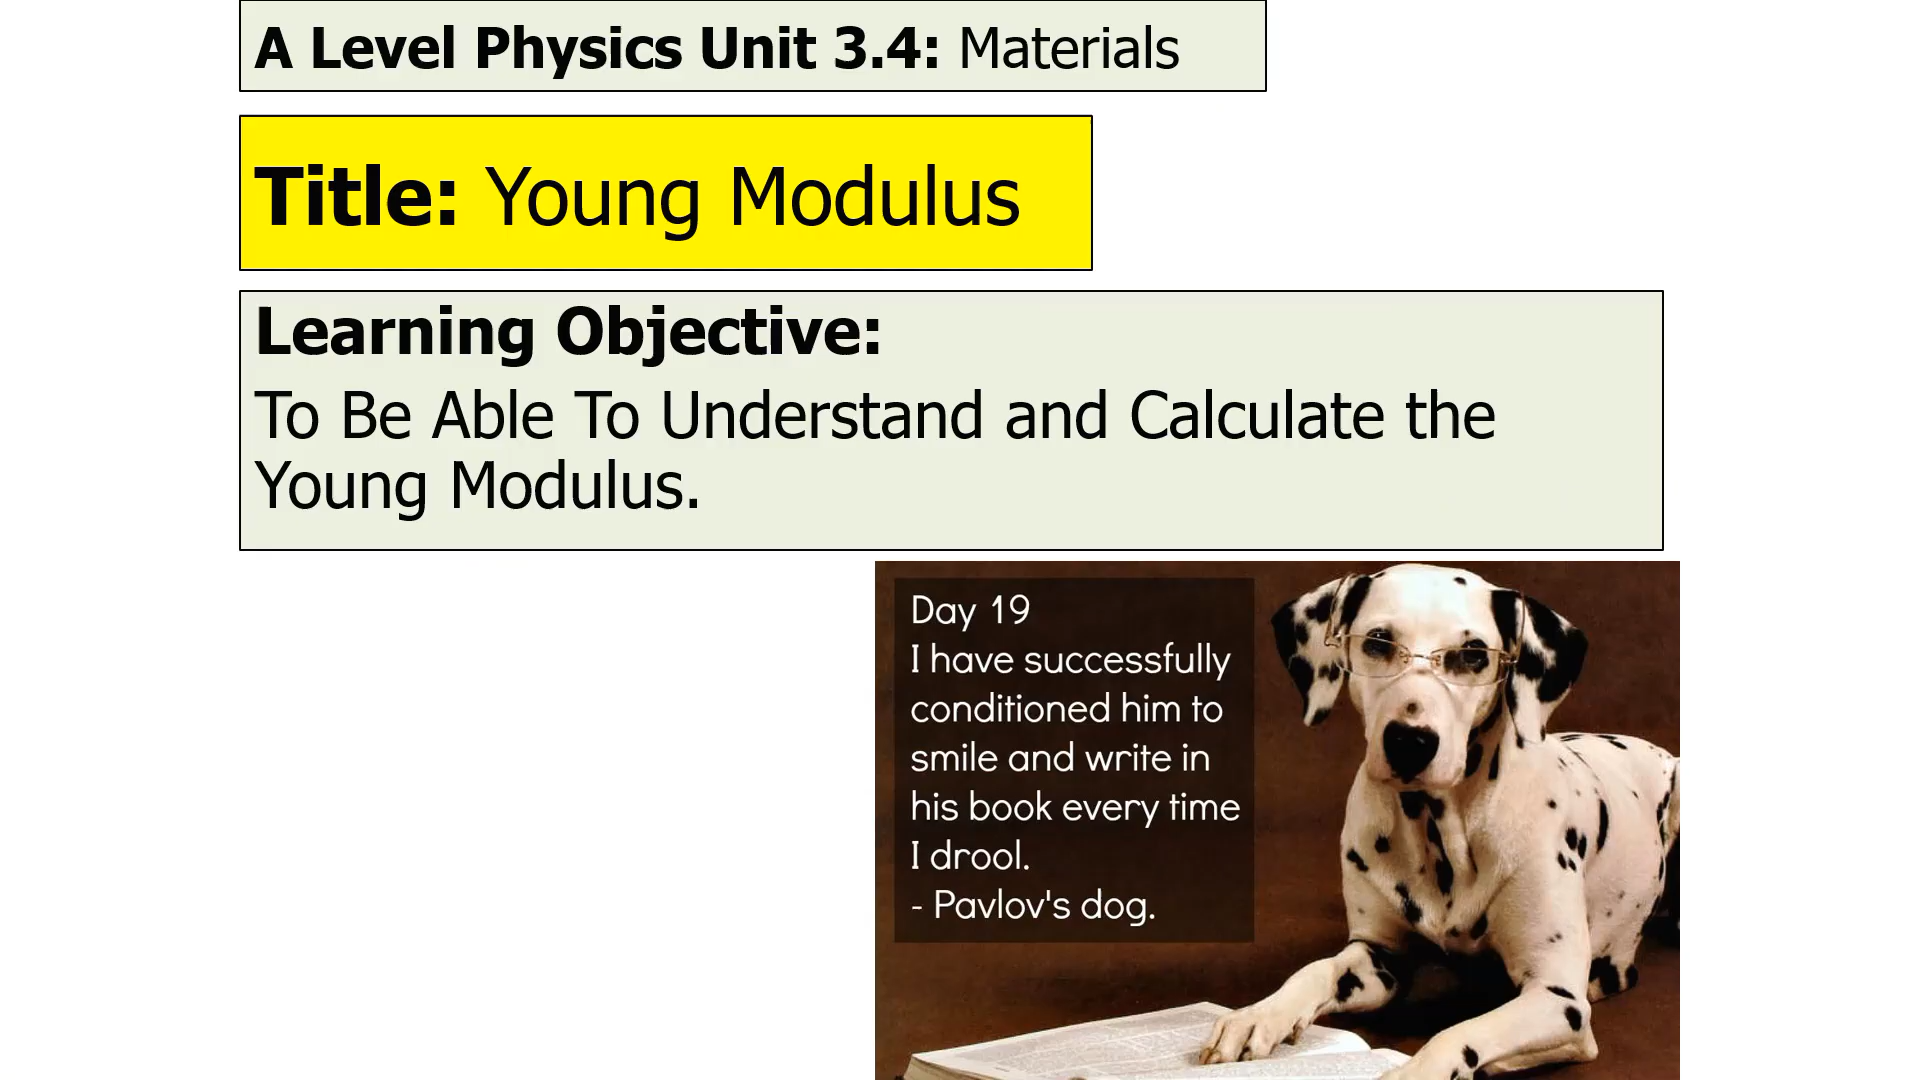 A Level Physics Unit 3.4: Materials
Title: Young Modulus
Learning Objective:
To Be Able To Understand and Calculate the
Young Modulus.
Day 19
I have successfully
conditioned him to
smile and write in
his book every time
I drool.
- Pavlov's dog.